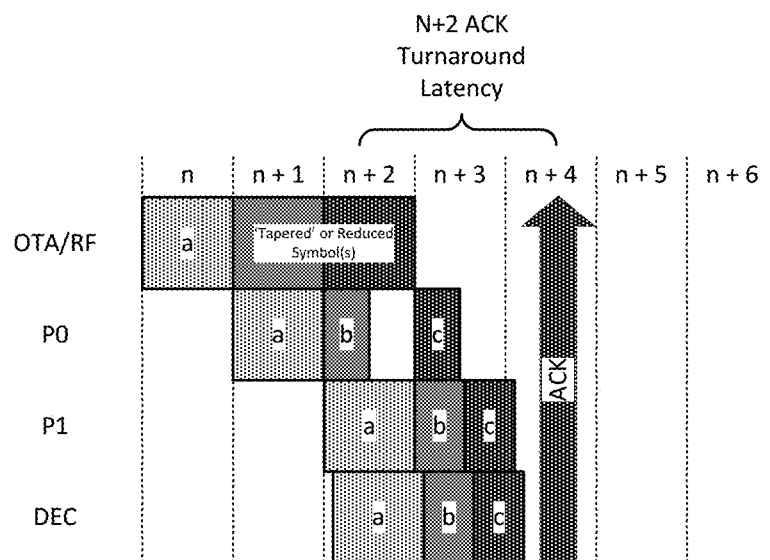 N+2 ACK
Turnaround
Latency
n n + 1 n + 2 n + 3 n + 4 n + 5 n + 6
OTA/RF a 'Tapered' or Reduced
Symbol(s)
P0 a b c
P1 a b c
ACK
DEC a b c